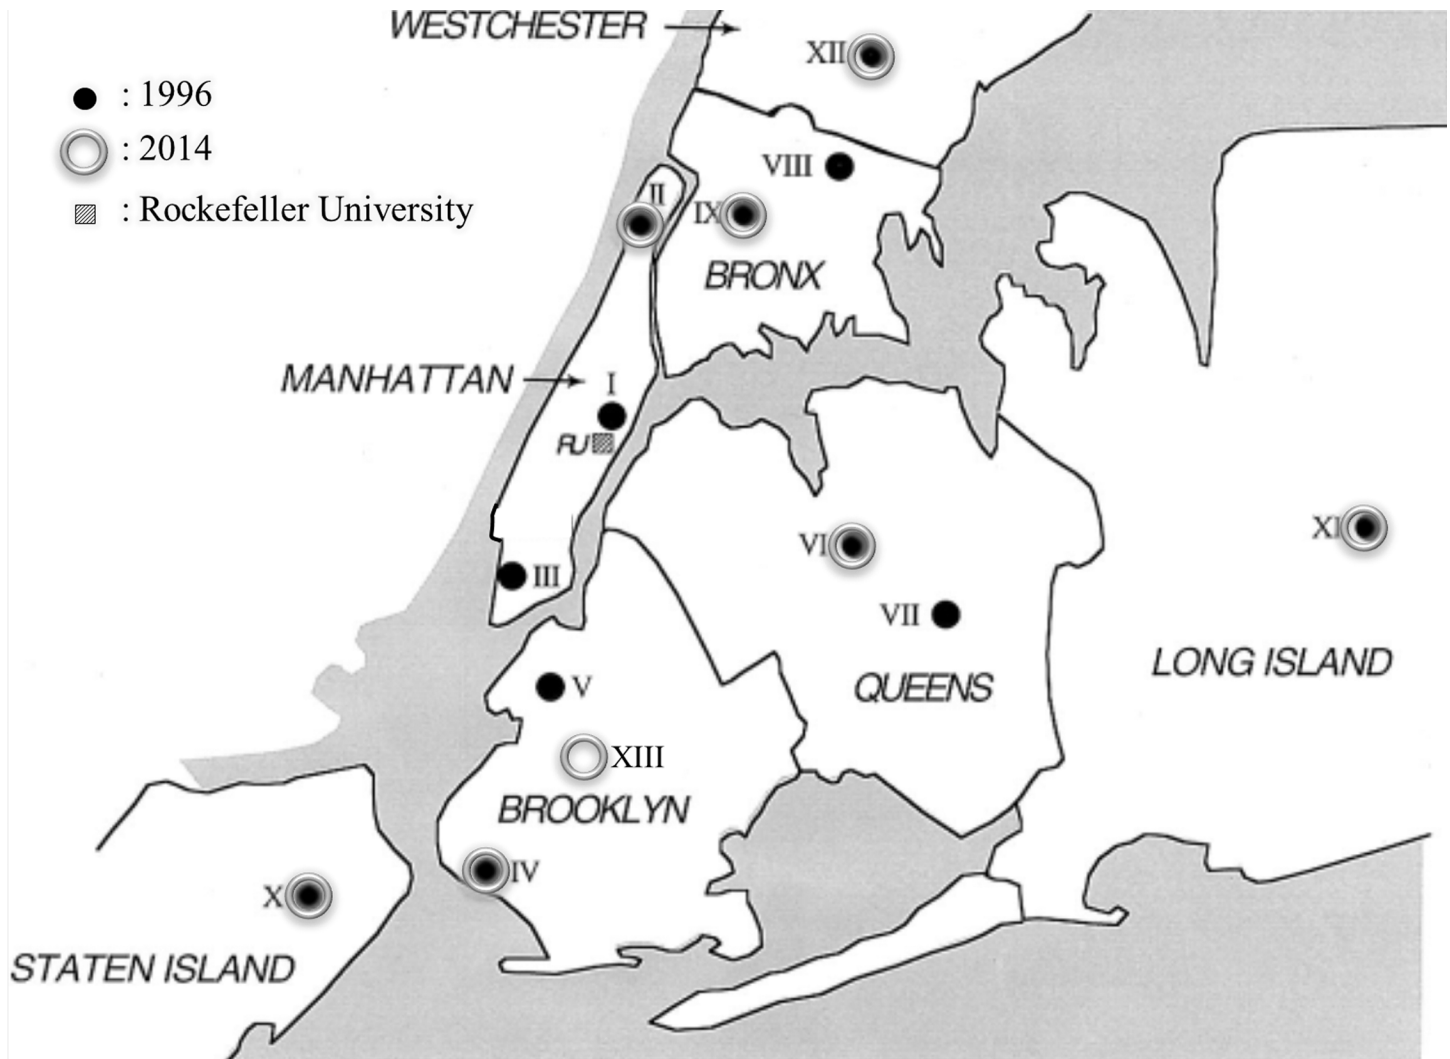 WESTCHESTER
XII
: 1996
: 2014
: Rockefeller University
VIII
II
IX
BRONX
MANHATTAN
I
RU
III
VI
XI
VII
LONG ISLAND
QUEENS
V
XIII
BROOKLYN
IV
X
STATEN ISLAND